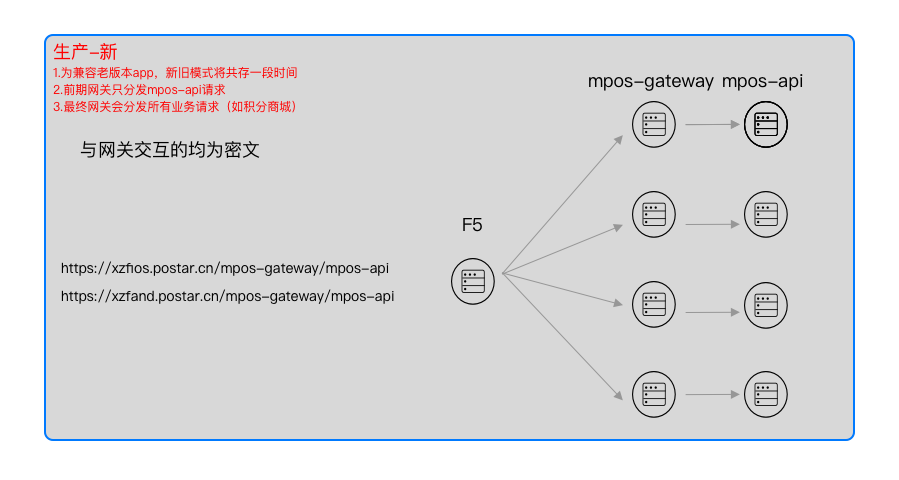 生产-新
1.为兼容老版本app，新旧模式将共存一段时间
2.前期网关只分发mpos-api请求
3.最终网关会分发所有业务请求（如积分商城）
mpos-gateway mpos-api
与网关交互的均为密文
F5
https://xzfios.postar.cn/mpos-gateway/mpos-api
https://xzfand.postar.cn/mpos-gateway/mpos-api